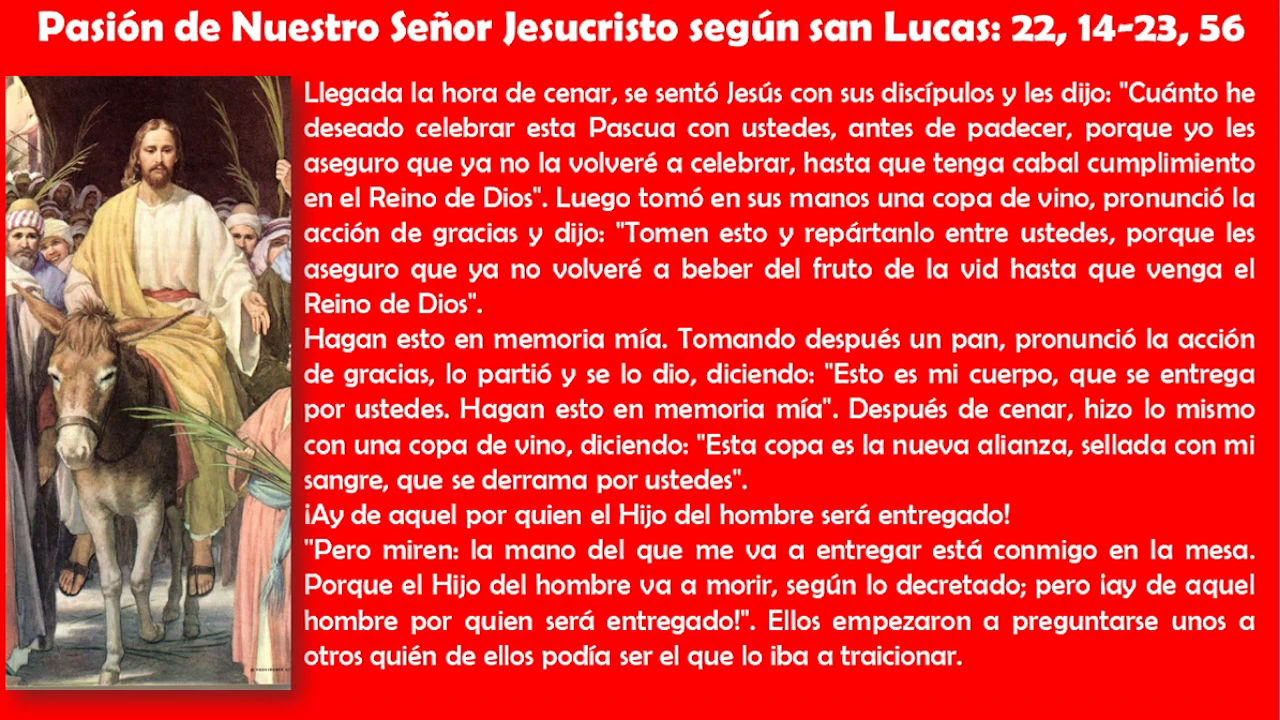 Pasión de Nuestro Señor Jesucristo según san Lucas: 22, 14-23, 56
Llegada la hora de cenar, se sentó Jesús con sus discípulos y les dijo: "Cuánto he
deseado celebrar esta Pascua con ustedes, antes de padecer, porque yo les
aseguro que ya no la volveré a celebrar, hasta que tenga cabal cumplimiento
en el Reino de Dios". Luego tomó en sus manos una copa de vino, pronunció la
acción de gracias y dijo: "Tomen esto y repártanlo entre ustedes, porque les
aseguro que ya no volveré a beber del fruto de la vid hasta que venga el
Reino de Dios".
Hagan esto en memoria mía. Tomando después un pan, pronunció la acción
de gracias, lo partió y se lo dio, diciendo: "Esto es mi cuerpo, que se entrega
por ustedes. Hagan esto en memoria mía". Después de cenar, hizo lo mismo
con una copa de vino, diciendo: "Esta copa es la nueva alianza, sellada con mi
sangre, que se derrama por ustedes".
¡Ay de aquel por quien el Hijo del hombre será entregado!
"Pero miren: la mano del que me va a entregar está conmigo en la mesa.
Porque el Hijo del hombre va a morir, según lo decretado; pero ¡ay de aquel
hombre por quien será entregado!". Ellos empezaron a preguntarse unos a
otros quién de ellos podía ser el que lo iba a traicionar.